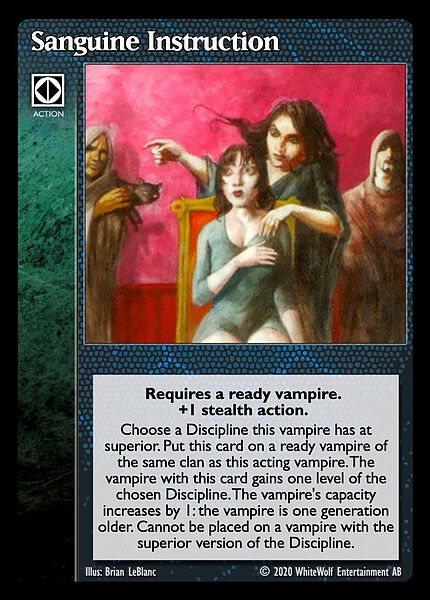 Sanguine Instruction
ACTION
Requires a ready vampire.
+1 stealth action.
Choose a Discipline this vampire has at
superior. Put this card on a ready vampire of
the same clan as this acting vampire. The
vampire with this card gains one level of the
chosen Discipline. The vampire's capacity
increases by 1: the vampire is one generation
older. Cannot be placed on a vampire with the
superior version of the Discipline.
Illus: Brian LeBlanc © 2020 WhiteWolf Entertainment AB